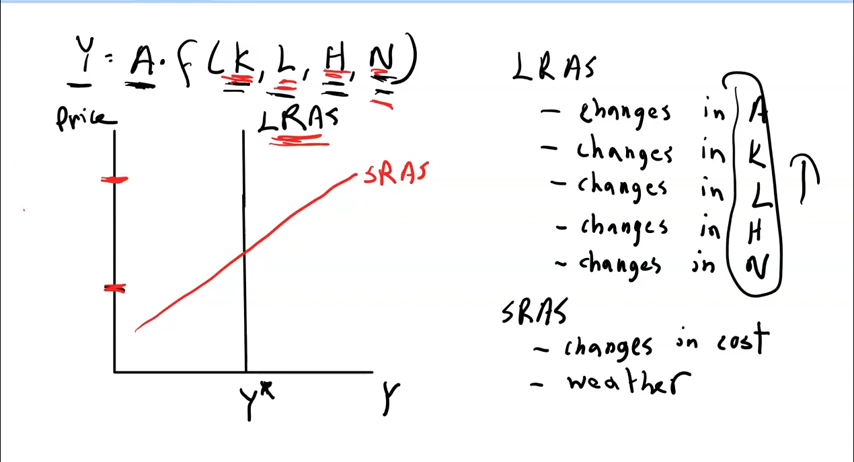 Y = A · f (K, L, H, N)
Price
LRAS
SRAS
Y*
Y
LRAS
- changes in A
- changes in K
- changes in L
- changes in H
- changes in N
SRAS
- changes in cost
- weather